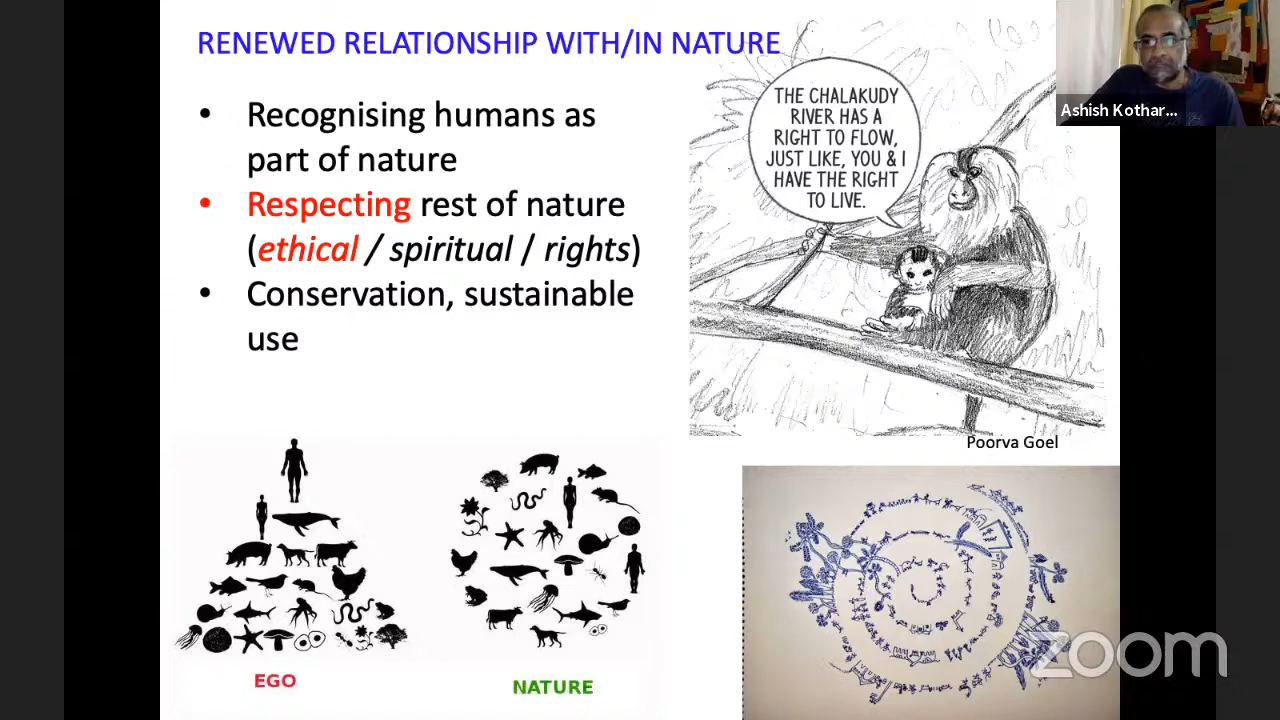 RENEWED RELATIONSHIP WITH/IN NATURE
• Recognising humans as
part of nature
• Respecting rest of nature
(ethical / spiritual / rights)
• Conservation, sustainable
use
THE CHALAKUDY
RIVER HAS A
RIGHT TO FLOW,
JUST LIKE, YOU & I
HAVE THE RIGHT
TO LIVE.
Poorva Goel
Ashish Kothar...
EGO
NATURE
zoom